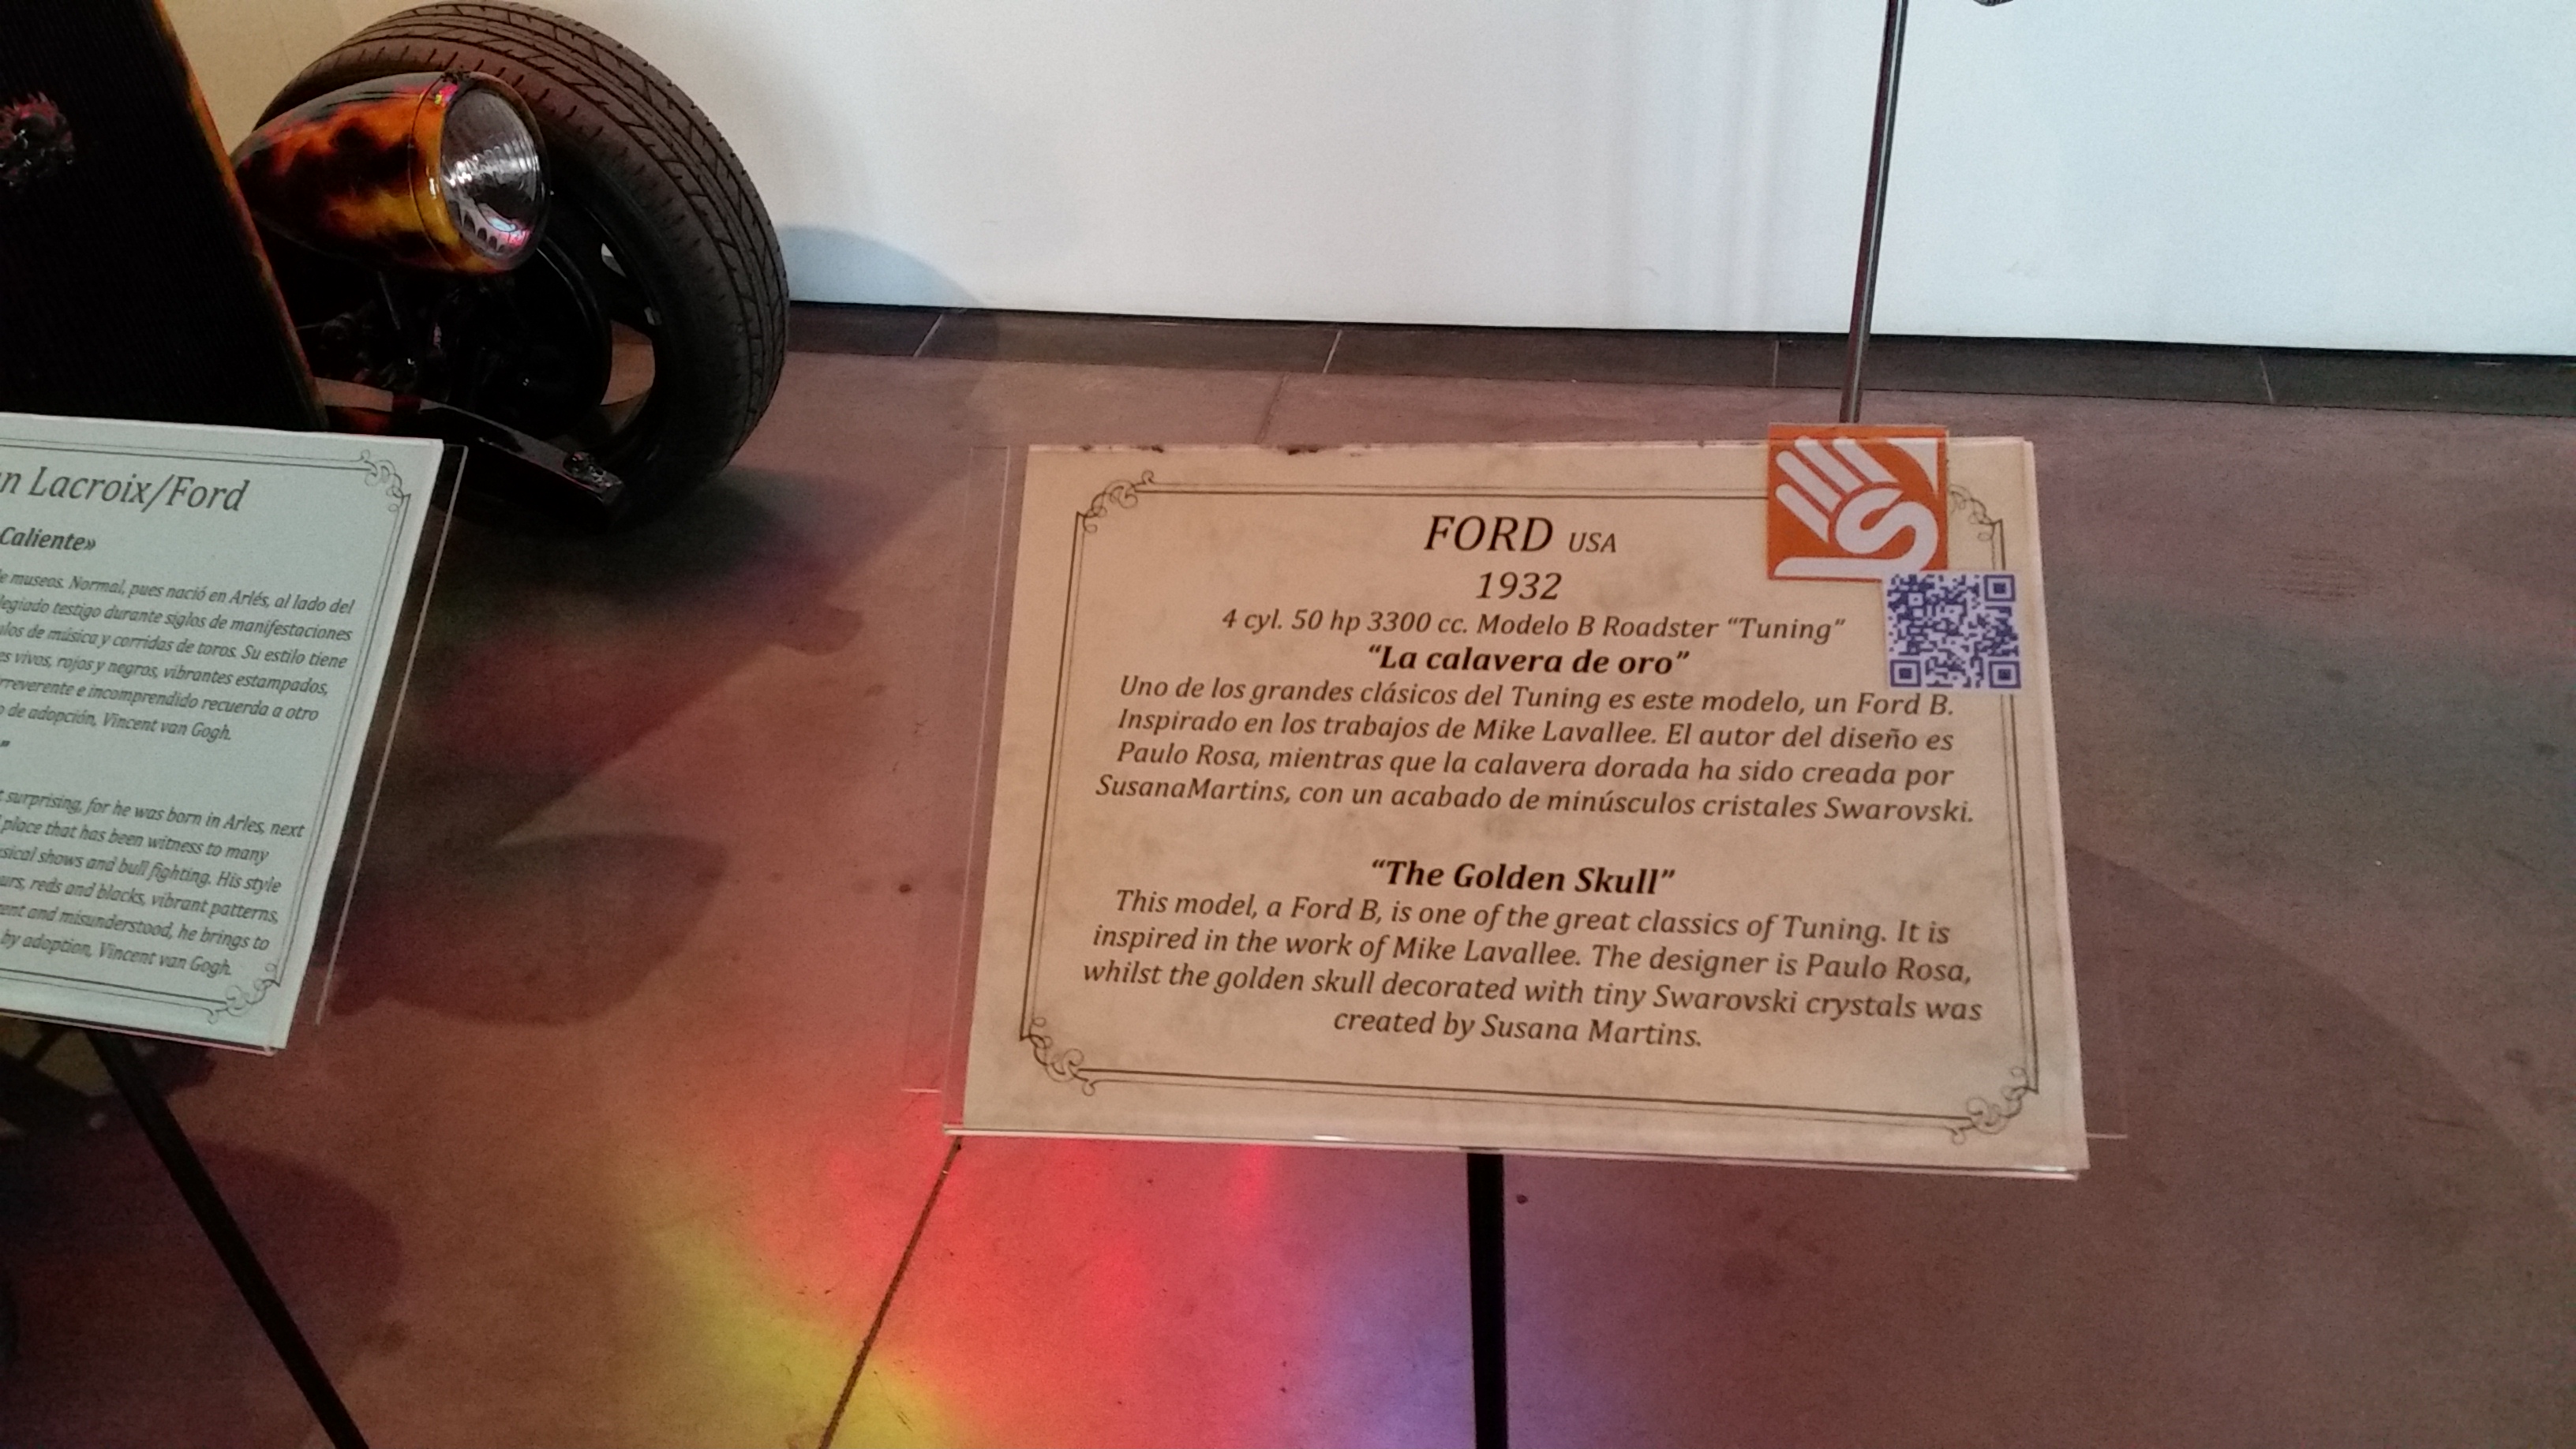 n Lacroix/Ford
Caliente»
e museos. Normal, pues nació en Arlés, al lado del
legiado testigo durante siglos de manifestaciones
ulos de música y corridas de toros. Su estilo tiene
es vivos, rojos y negros, vibrantes estampados,
rreverente e incomprendido recuerda a otro
o de adopción, Vincent van Gogh.
”
t surprising, for he was born in Arles, next
place that has been witness to many
sical shows and bull fighting. His style
urs, reds and blacks, vibrant patterns,
ent and misunderstood, he brings to
by adoption, Vincent van Gogh.
FORD USA
1932
4 cyl. 50 hp 3300 cc. Modelo B Roadster “Tuning”
“La calavera de oro”
Uno de los grandes clásicos del Tuning es este modelo, un Ford B.
Inspirado en los trabajos de Mike Lavallee. El autor del diseño es
Paulo Rosa, mientras que la calavera dorada ha sido creada por
SusanaMartins, con un acabado de minúsculos cristales Swarovski.
“The Golden Skull”
This model, a Ford B, is one of the great classics of Tuning. It is
inspired in the work of Mike Lavallee. The designer is Paulo Rosa,
whilst the golden skull decorated with tiny Swarovski crystals was
created by Susana Martins.